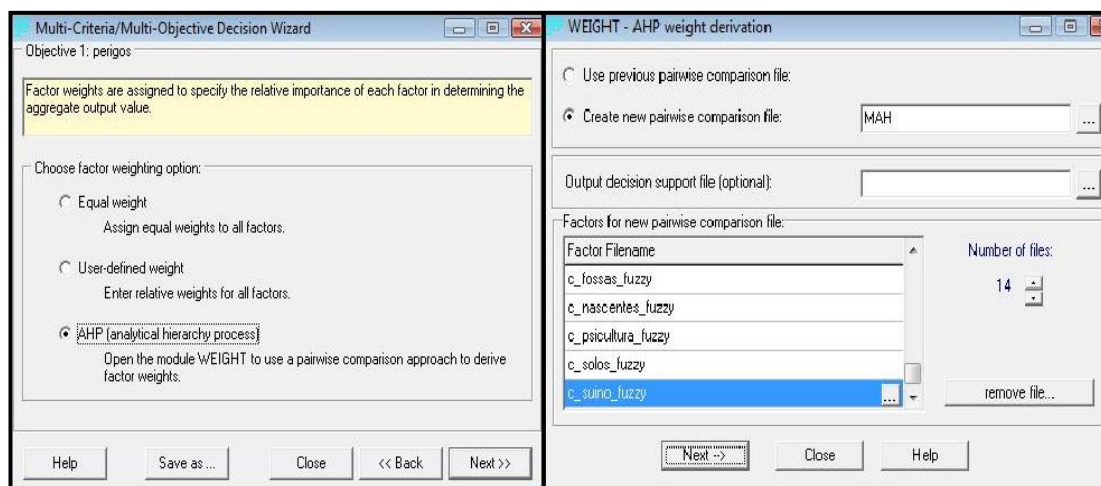 Multi-Criteria/Multi-Objective Decision Wizard
Objective 1: perigos
Factor weights are assigned to specify the relative importance of each factor in determining the
aggregate output value.
Choose factor weighting option:
Equal weight
Assign equal weights to all factors.
User-defined weight
Enter relative weights for all factors.
AHP (analytical hierarchy process)
Open the module WEIGHT to use a pairwise comparison approach to derive
factor weights.
Help
Save as ...
Close
<< Back
Next >>
WEIGHT - AHP weight derivation
Use previous pairwise comparison file:
Create new pairwise comparison file:
MAH
...
Output decision support file (optional):
...
Factors for new pairwise comparison file:
Factor Filename
c_fossas_fuzzy
c_nascentes_fuzzy
c_psicultura_fuzzy
c_solos_fuzzy
c_suino_fuzzy
...
Number of files:
14
remove file...
Next -->
Close
Help